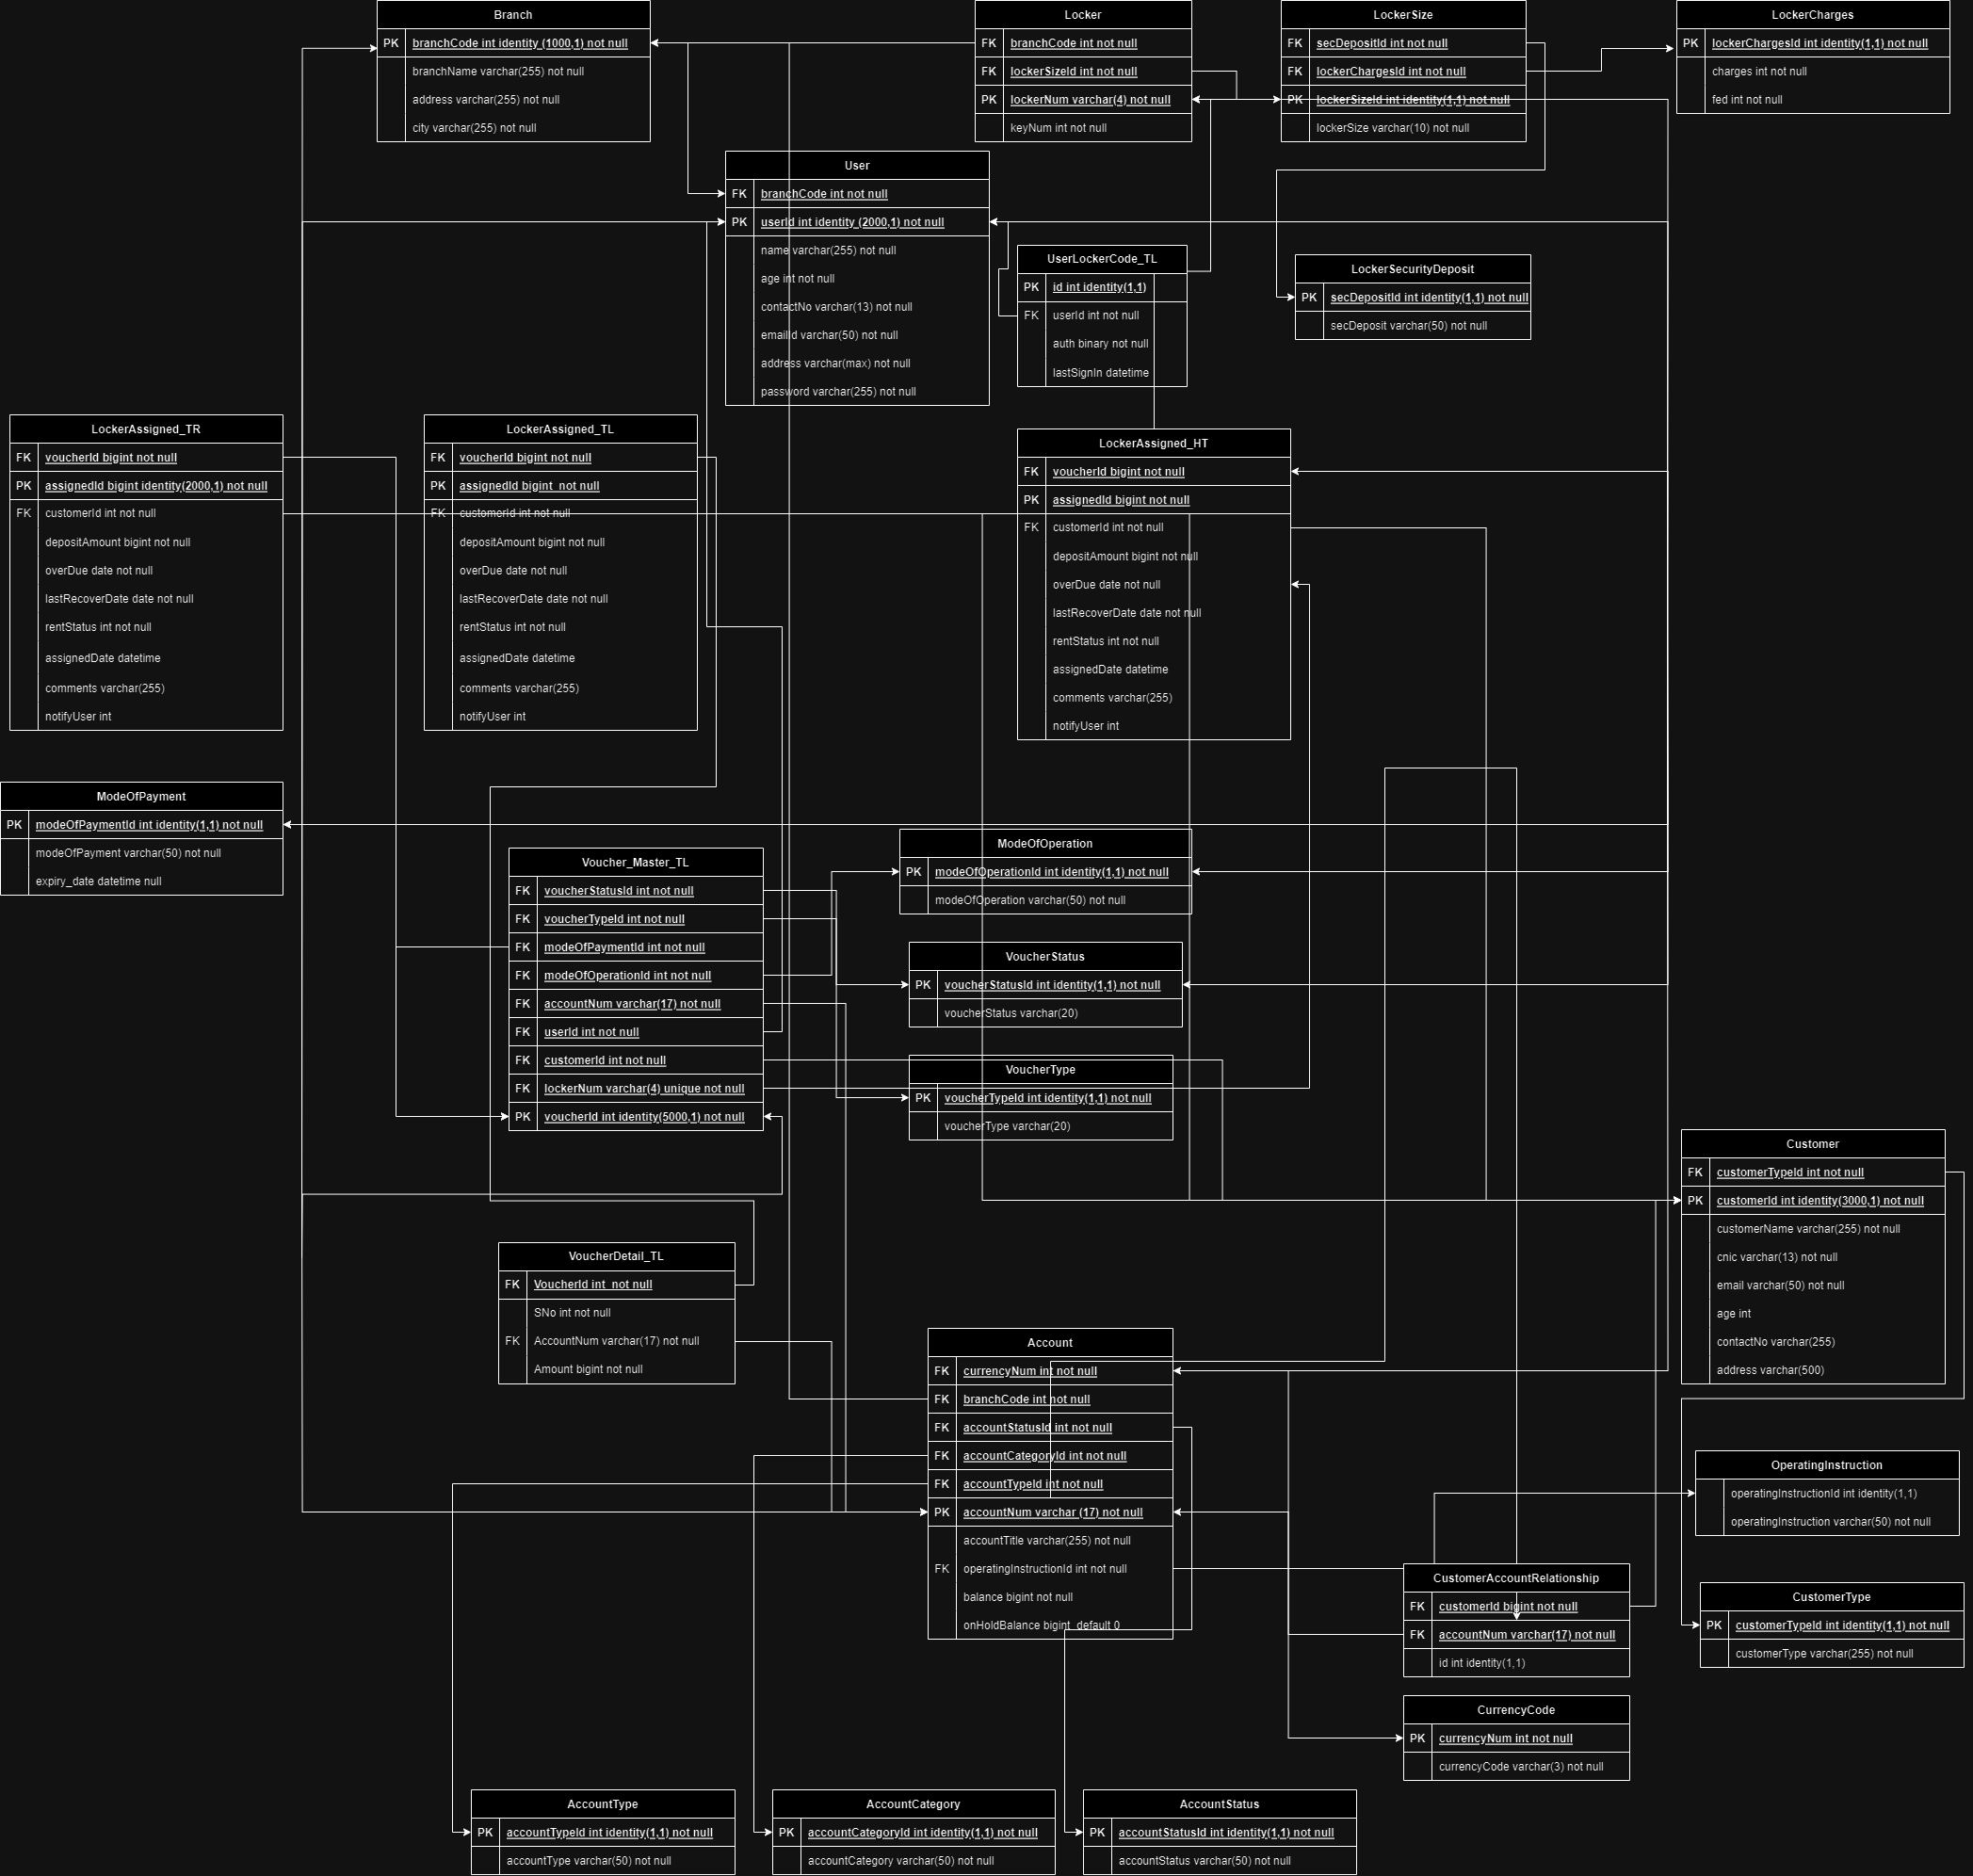 Branch
PK branchCode int identity (1000,1) not null
branchName varchar(255) not null
address varchar(255) not null
city varchar(255) not null
Locker
FK branchCode int not null
FK lockerSizeId int not null
PK lockerNum varchar(4) not null
keyNum int not null
LockerSize
FK secDepositId int not null
FK lockerChargesId int not null
PK lockerSizeId int identity(1,1) not null
lockerSize varchar(10) not null
LockerCharges
PK lockerChargesId int identity(1,1) not null
charges int not null
fed int not null
User
FK branchCode int not null
PK userId int identity (2000,1) not null
name varchar(255) not null
age int not null
contactNo varchar(13) not null
emailId varchar(50) not null
address varchar(max) not null
password varchar(255) not null
UserLockerCode_TL
PK id int identity(1,1)
FK userId int not null
auth binary not null
lastSignIn datetime
LockerSecurityDeposit
PK secDepositId int identity(1,1) not null
secDeposit varchar(50) not null
LockerAssigned_TR
FK voucherId bigint not null
PK assignedId bigint identity(2000,1) not null
FK customerId int not null
depositAmount bigint not null
overDue date not null
lastRecoverDate date not null
rentStatus int not null
assignedDate datetime
comments varchar(255)
notifyUser int
LockerAssigned_TL
FK voucherId bigint not null
PK assignedId bigint  not null
FK customerId int not null
depositAmount bigint not null
overDue date not null
lastRecoverDate date not null
rentStatus int not null
assignedDate datetime
comments varchar(255)
notifyUser int
LockerAssigned_HT
FK voucherId bigint not null
PK assignedId bigint not null
FK customerId int not null
depositAmount bigint not null
overDue date not null
lastRecoverDate date not null
rentStatus int not null
assignedDate datetime
comments varchar(255)
notifyUser int
ModeOfPayment
PK modeOfPaymentId int identity(1,1) not null
modeOfPayment varchar(50) not null
expiry_date datetime null
Voucher_Master_TL
FK voucherStatusId int not null
FK voucherTypeId int not null
FK modeOfPaymentId int not null
FK modeOfOperationId int not null
FK accountNum varchar(17) not null
FK userId int not null
FK customerId int not null
FK lockerNum varchar(4) unique not null
PK voucherId int identity(5000,1) not null
ModeOfOperation
PK modeOfOperationId int identity(1,1) not null
modeOfOperation varchar(50) not null
VoucherStatus
PK voucherStatusId int identity(1,1) not null
voucherStatus varchar(20)
VoucherType
PK voucherTypeId int identity(1,1) not null
voucherType varchar(20)
Customer
FK customerTypeId int not null
PK customerId int identity(3000,1) not null
customerName varchar(255) not null
cnic varchar(13) not null
email varchar(50) not null
age int
contactNo varchar(255)
address varchar(500)
VoucherDetail_TL
FK VoucherId int  not null
SNo int not null
FK AccountNum varchar(17) not null
Amount bigint not null
Account
FK currencyNum int not null
FK branchCode int not null
FK accountStatusId int not null
FK accountCategoryId int not null
FK accountTypeId int not null
PK accountNum varchar (17) not null
accountTitle varchar(255) not null
FK operatingInstructionId int not null
balance bigint not null
onHoldBalance bigint  default 0
OperatingInstruction
operatingInstructionId int identity(1,1)
operatingInstruction varchar(50) not null
CustomerAccountRelationship
FK customerId bigint not null
FK accountNum varchar(17) not null
id int identity(1,1)
CustomerType
PK customerTypeId int identity(1,1) not null
customerType varchar(255) not null
CurrencyCode
PK currencyNum int not null
currencyCode varchar(3) not null
AccountType
PK accountTypeId int identity(1,1) not null
accountType varchar(50) not null
AccountCategory
PK accountCategoryId int identity(1,1) not null
accountCategory varchar(50) not null
AccountStatus
PK accountStatusId int identity(1,1) not null
accountStatus varchar(50) not null